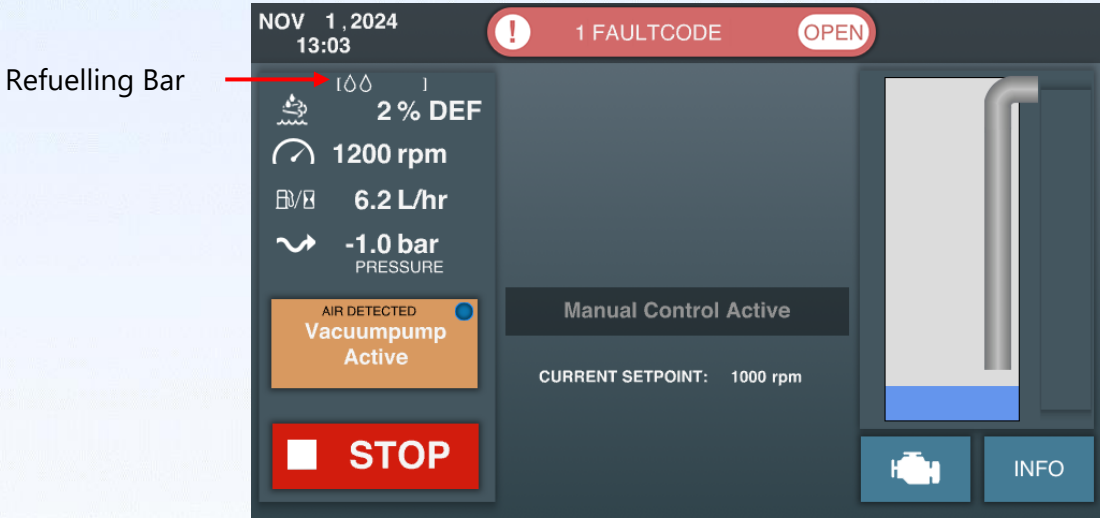 NOV 1 ,2024
13:03
! 1 FAULTCODE OPEN
Refuelling Bar
[ ]
2 % DEF
1200 rpm
6.2 L/hr
-1.0 bar
PRESSURE
AIR DETECTED
Vacuumpump
Active
STOP
Manual Control Active
CURRENT SETPOINT: 1000 rpm
INFO